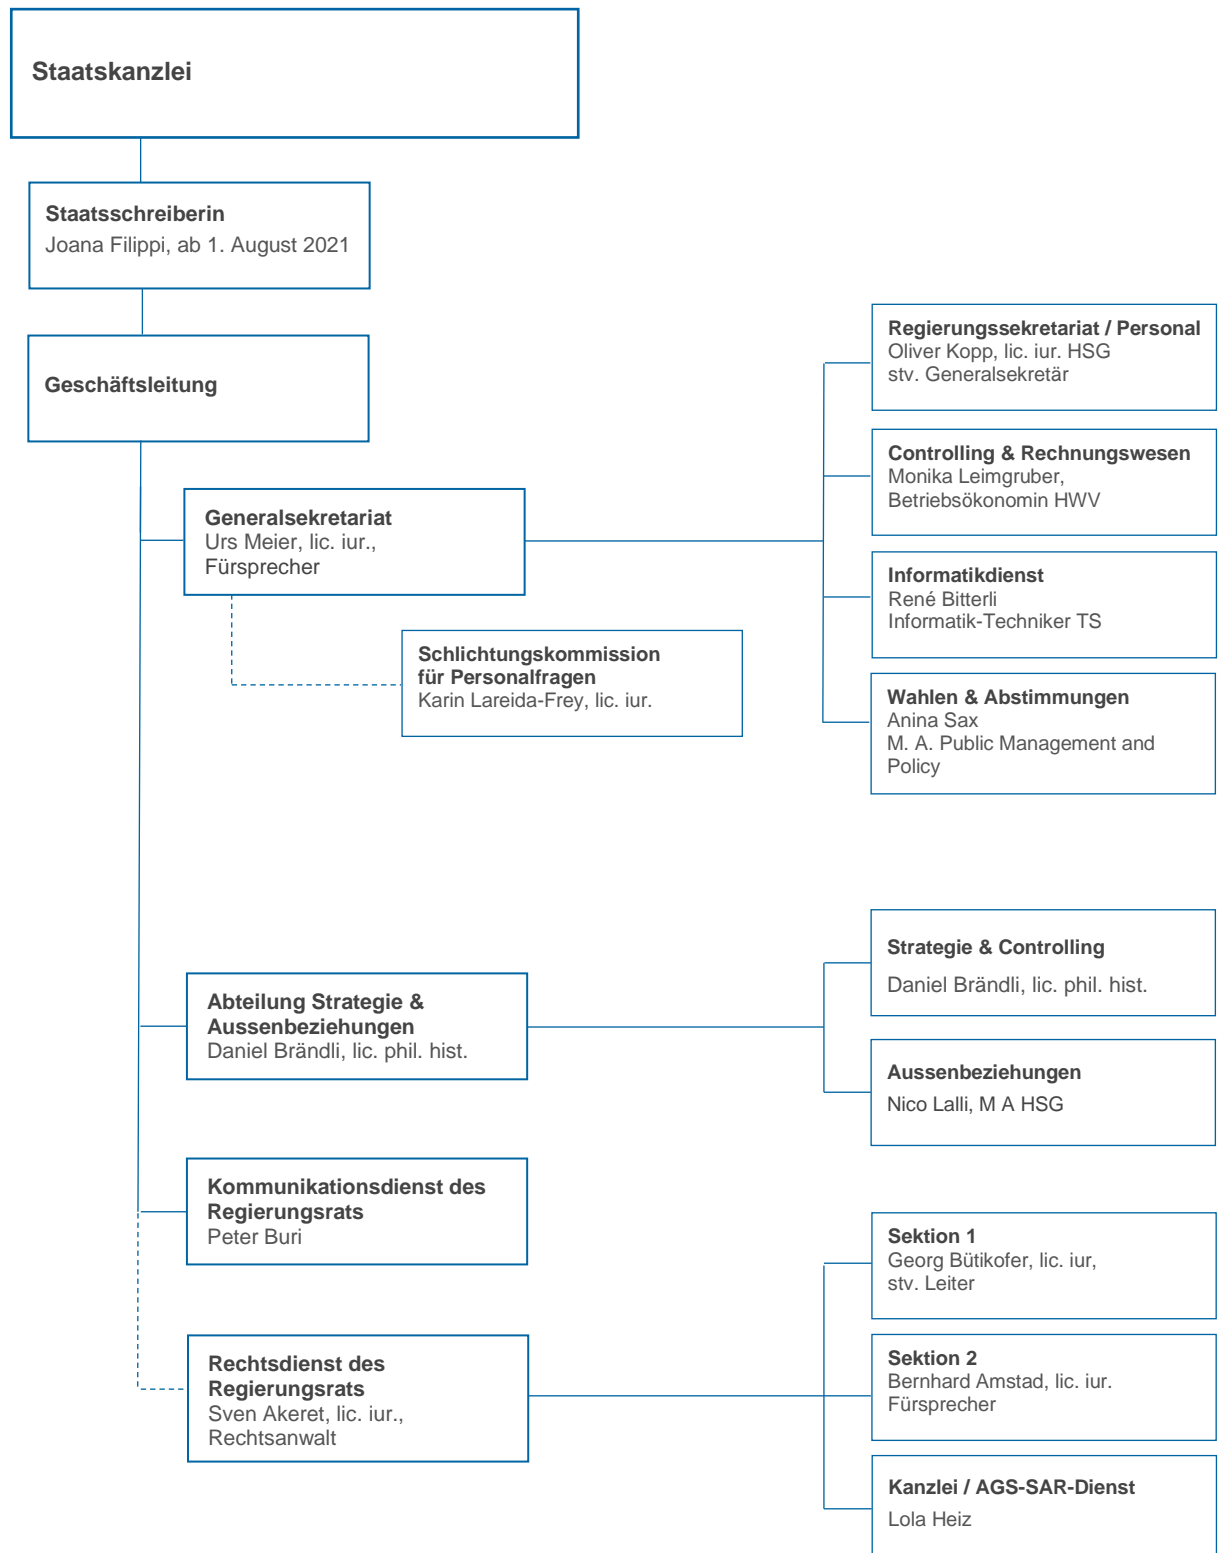 Staatskanzlei
Staatsschreiberin
Joana Filippi, ab 1. August 2021
Geschäftsleitung
Generalsekretariat
Urs Meier, lic. iur.,
Fürsprecher
Schlichtungskommission
für Personalfragen
Karin Lareida-Frey, lic. iur.
Regierungssekretariat / Personal
Oliver Kopp, lic. iur. HSG
stv. Generalsekretär
Controlling & Rechnungswesen
Monika Leimgruber,
Betriebsökonomin HWV
Informatikdienst
René Bitterli
Informatik-Techniker TS
Wahlen & Abstimmungen
Anina Sax
M. A. Public Management and
Policy
Abteilung Strategie &
Aussenbeziehungen
Daniel Brändli, lic. phil. hist.
Strategie & Controlling
Daniel Brändli, lic. phil. hist.
Aussenbeziehungen
Nico Lalli, M A HSG
Kommunikationsdienst des
Regierungsrats
Peter Buri
Rechtsdienst des
Regierungsrats
Sven Akeret, lic. iur.,
Rechtsanwalt
Sektion 1
Georg Bütikofer, lic. iur,
stv. Leiter
Sektion 2
Bernhard Amstad, lic. iur.
Fürsprecher
Kanzlei / AGS-SAR-Dienst
Lola Heiz